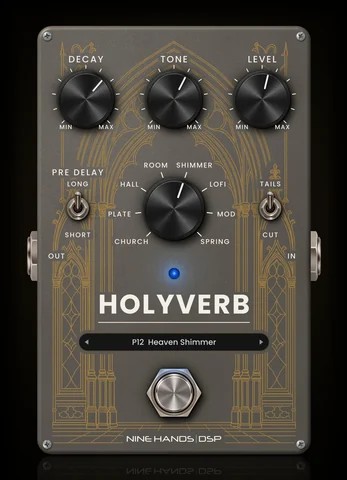 DECAY TONE LEVEL
MIN MAX MIN MAX MIN MAX
ROOM SHIMMER
PRE DELAY
LONG HALL LOFI TAILS
PLATE MOD
SHORT CHURCH SPRING CUT
OUT IN
HOLYVERB
P12 Heaven Shimmer
NINE HANDS|DSP